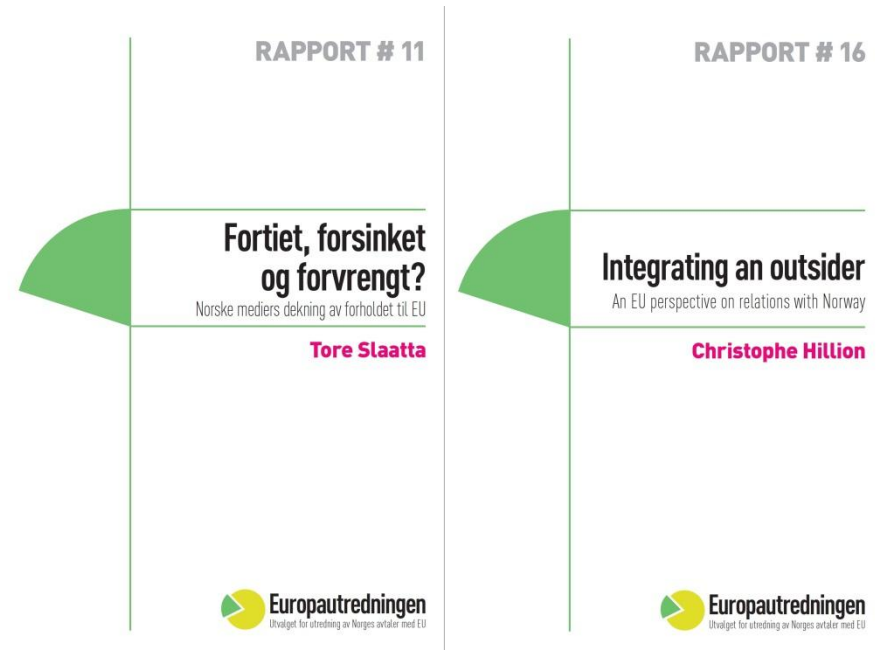 RAPPORT # 11
Fortiet, forsinket
og forvrengt?
Norske mediers dekning av forholdet til EU
Tore Slaatta
Europautredningen
Utvalget for utredning av Norges avtaler med EU
RAPPORT # 16
Integrating an outsider
An EU perspective on relations with Norway
Christophe Hillion
Europautredningen
Utvalget for utredning av Norges avtaler med EU